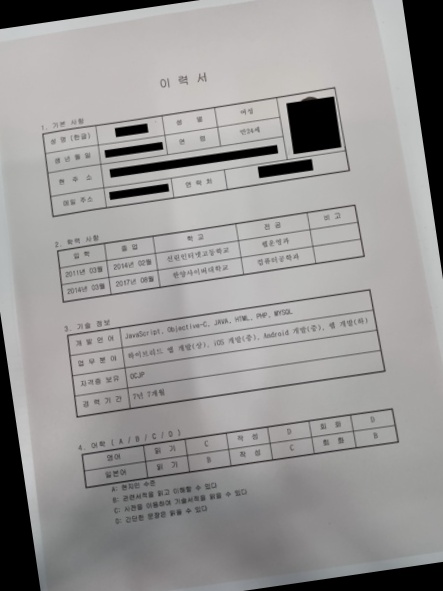 이 력 서
1. 기본 사항
성 명 (한글) 성 별 여성
생 년 월 일 연 령 만24세
현 주 소
메일 주소 연 락 처
2. 학력 사항
입 학 졸 업 학 교 전 공 비 고
2011년 03월 2014년 02월 선린인터넷고등학교 웹운영과
2014년 03월 2017년 08월 한양사이버대학교 컴퓨터공학과
3. 기술 정보
개 발 언 어 JavaScript, Objective-C, JAVA, HTML, PHP, MYSQL
업 무 분 야 하이브리드 앱 개발(상), iOS 개발(중), Android 개발(중), 웹 개발(하)
자격증 보유 OCJP
경 력 기 간 7년 7개월
4. 어학 ( A / B / C / D )
영어 읽 기 C 작 성 D 회 화 D
일본어 읽 기 B 작 성 C 회 화 B
A: 현지인 수준
B: 관련서적을 읽고 이해할 수 있다
C: 사전을 이용하여 기술서적을 읽을 수 있다
D: 간단한 문장은 읽을 수 있다